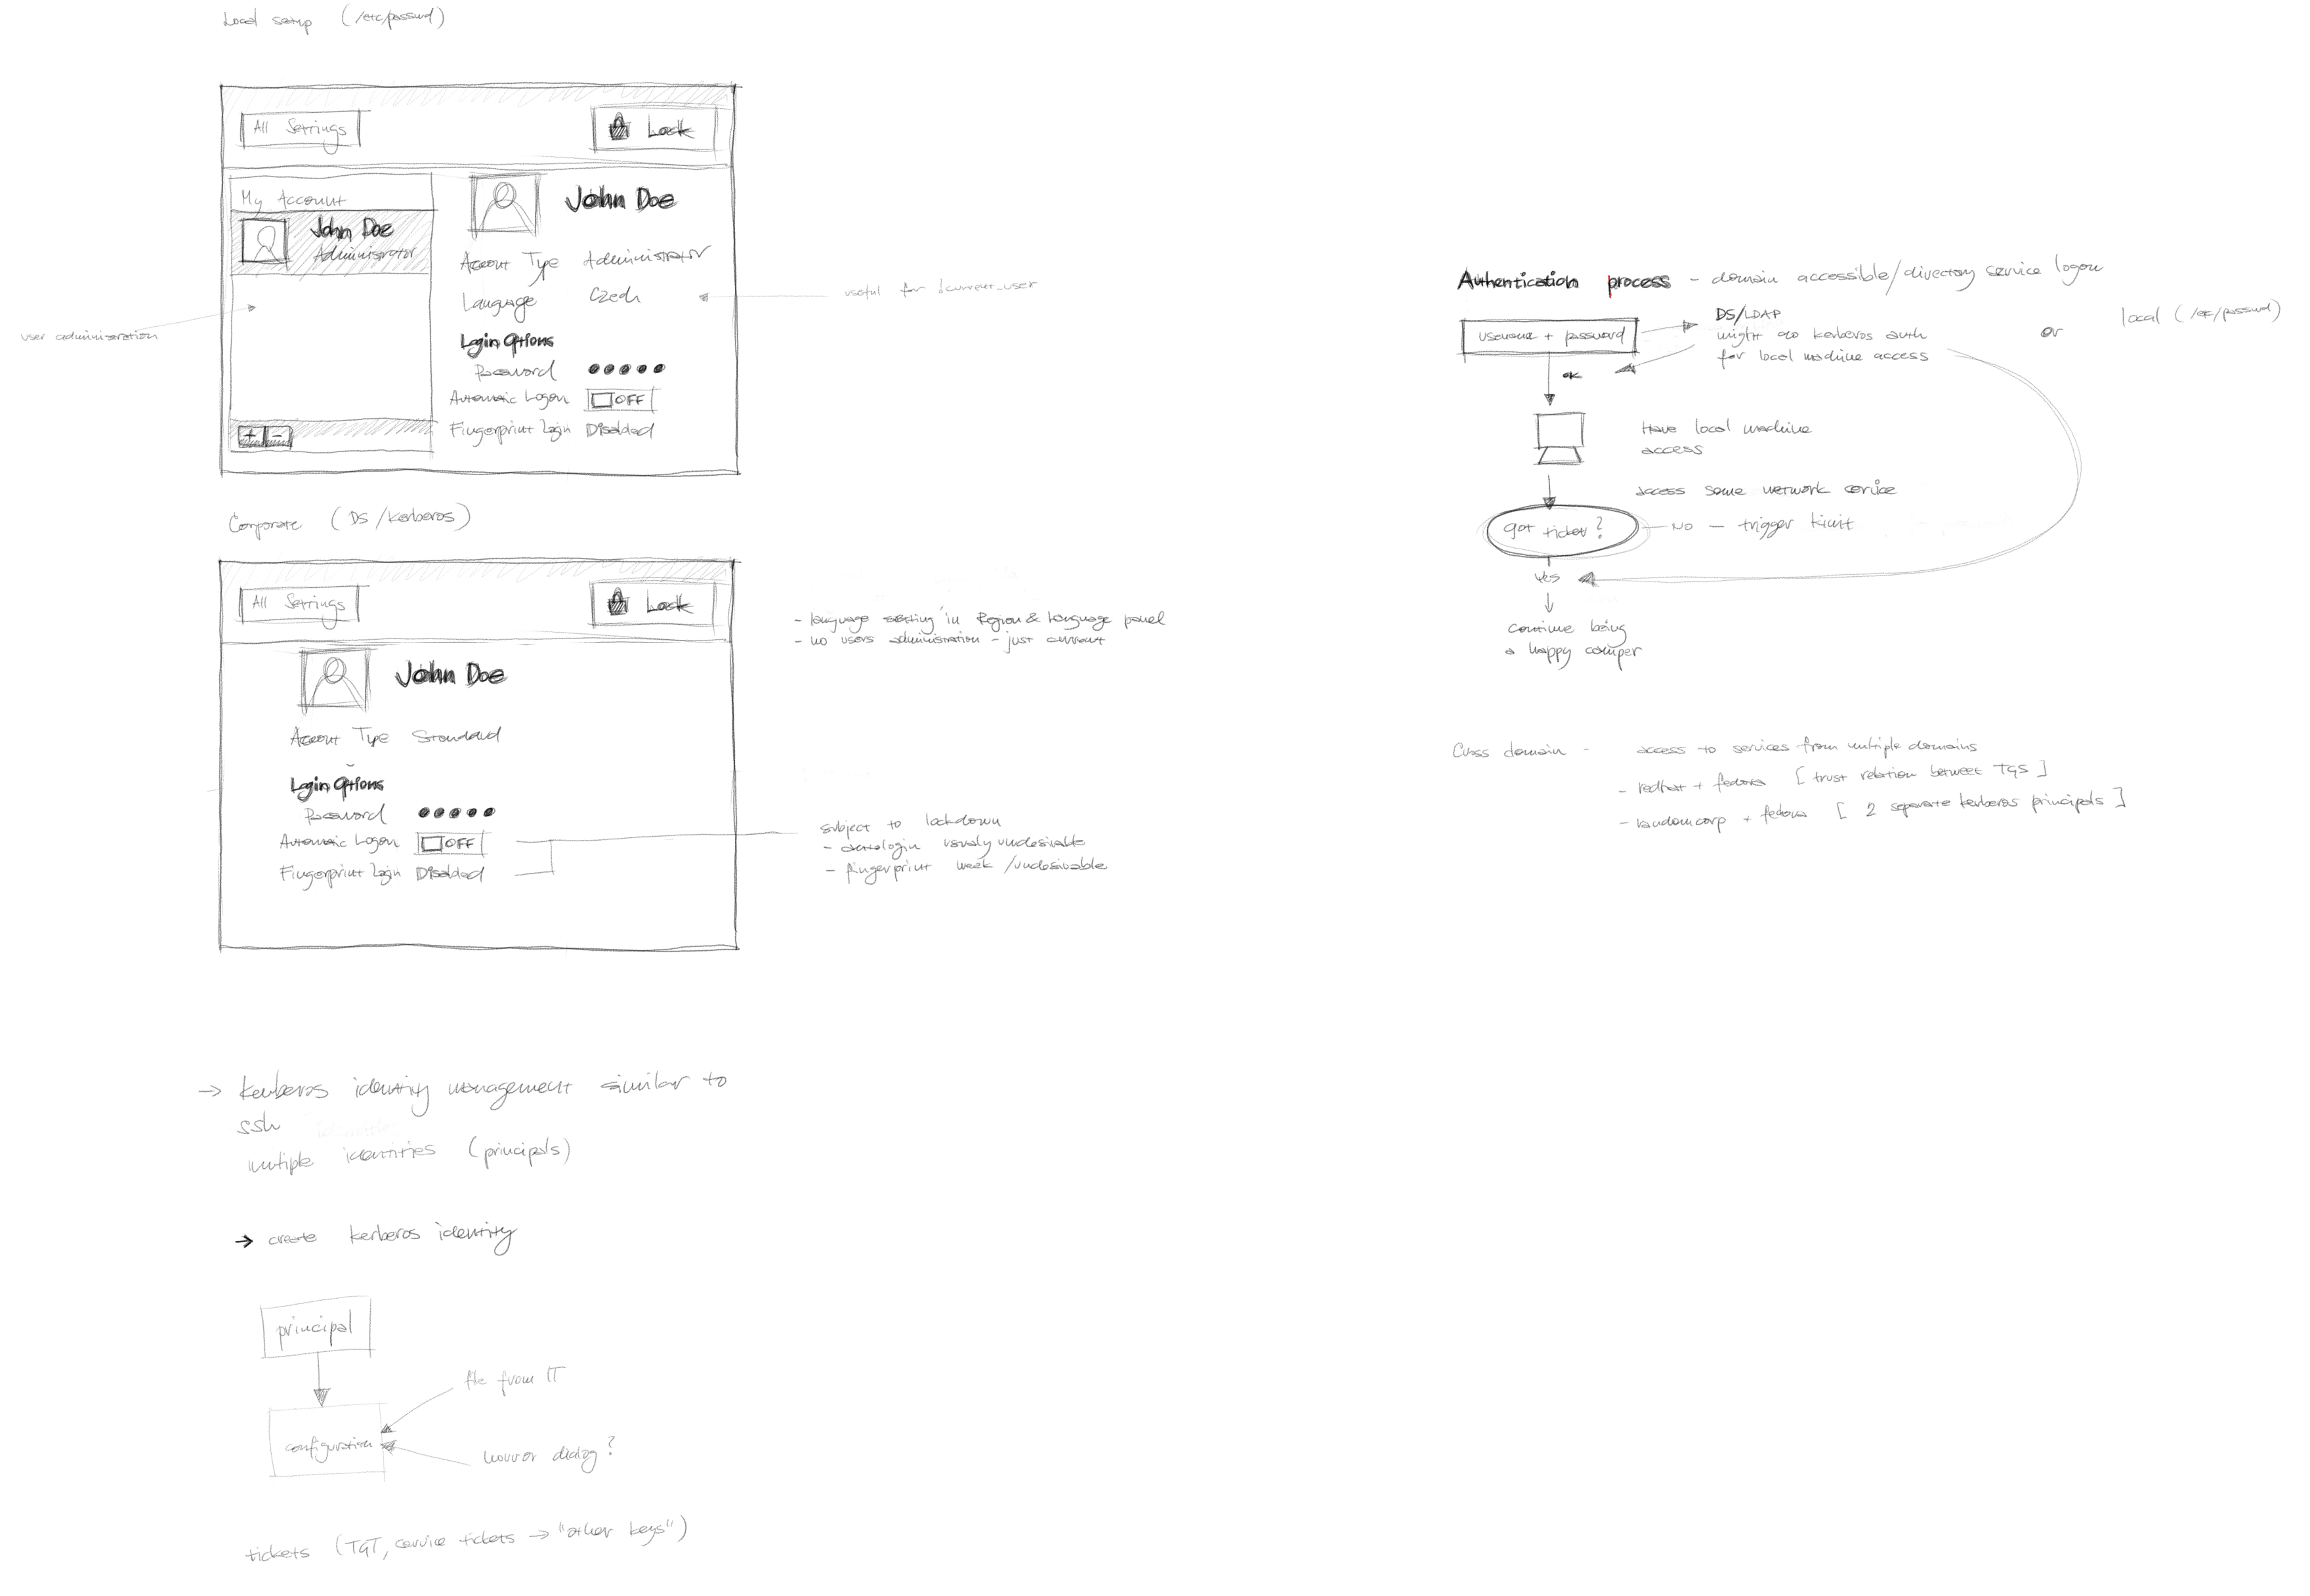 Local setup (/etc/passwd)
All Settings
Lock
My Account
John Doe
Administrator
John Doe
Account Type Administrator
Language Czech
Login Options
Password ●●●●●
Automatic Logon OFF
Fingerprint Login Disabled
+ -
user administration
useful for !current_user
Corporate (DS/Kerberos)
All Settings
Lock
John Doe
Account Type Standard
Login Options
Password ●●●●●
Automatic Logon OFF
Fingerprint Login Disabled
- language setting in Region & Language panel
- no users administration - just current
subject to lockdown
- autologin usually undesirable
- fingerprint weak/undesirable
→ kerberos identity management similar to
ssh
multiple identities (principals)
→ create kerberos identity
principal
configuration
file from IT
horror dialog?
tickets (TGT, service tickets → "other keys")
Authentication process - domain accessible/directory service logon
or
local (/etc/passwd)
username + password
DS/LDAP
might do kerberos auth
for local machine access
OK
Have local machine
access
access some network service
got ticket?
NO - trigger kinit
yes
continue being
a happy camper
Cross domain - access to services from multiple domains
- redhat + fedora [trust relation between TGS]
- randomcorp + fedora [2 separate kerberos principals]